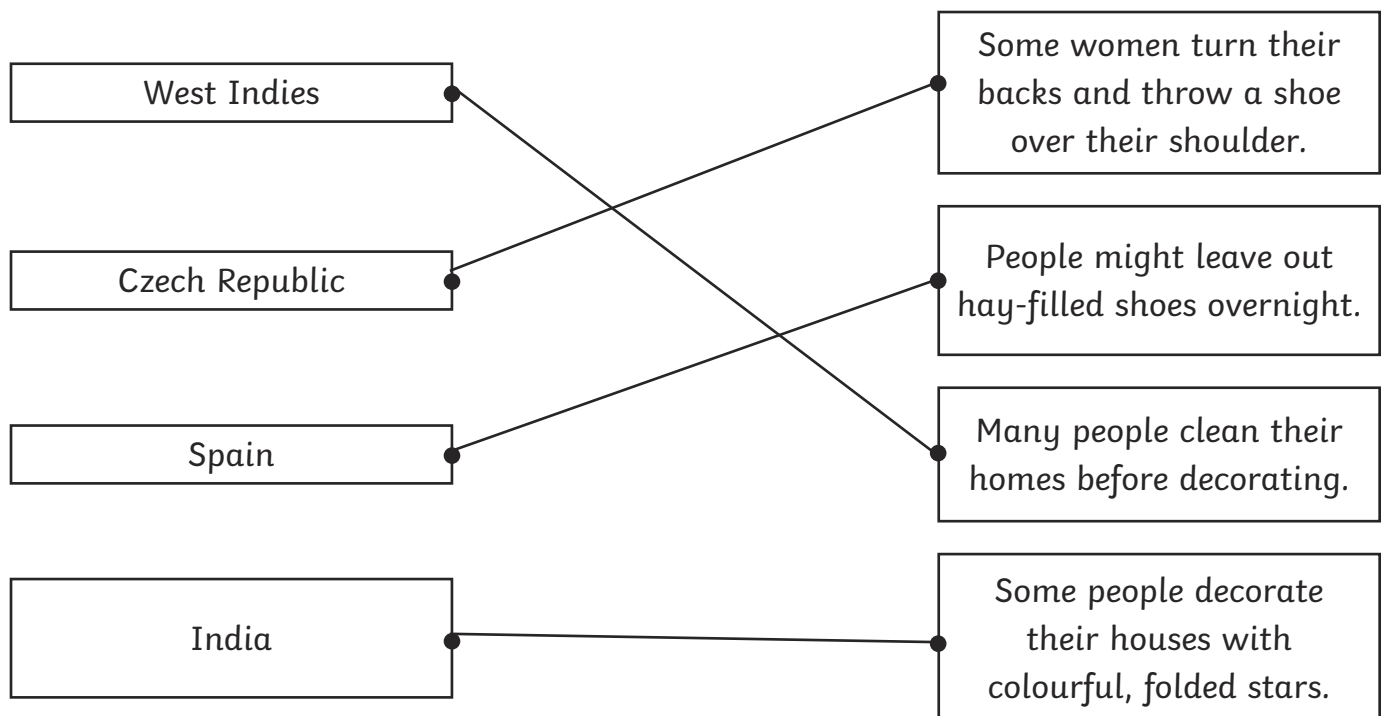 West Indies
Czech Republic
Spain
India
Some women turn their
backs and throw a shoe
over their shoulder.
People might leave out
hay-filled shoes overnight.
Many people clean their
homes before decorating.
Some people decorate
their houses with
colourful, folded stars.